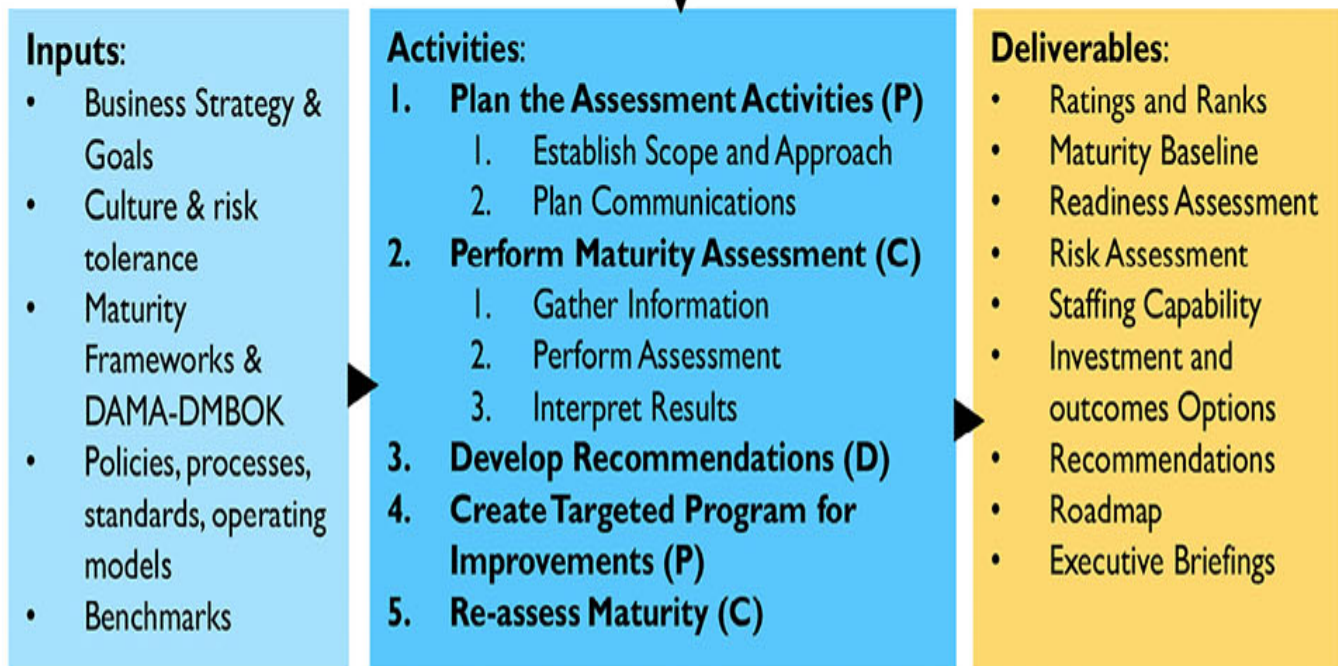 Inputs:
• Business Strategy &
Goals
• Culture & risk
tolerance
• Maturity
Frameworks &
DAMA-DMBOK
• Policies, processes,
standards, operating
models
• Benchmarks
Activities:
1. Plan the Assessment Activities (P)
1. Establish Scope and Approach
2. Plan Communications
2. Perform Maturity Assessment (C)
1. Gather Information
2. Perform Assessment
3. Interpret Results
3. Develop Recommendations (D)
4. Create Targeted Program for
Improvements (P)
5. Re-assess Maturity (C)
Deliverables:
• Ratings and Ranks
• Maturity Baseline
• Readiness Assessment
• Risk Assessment
• Staffing Capability
• Investment and
outcomes Options
• Recommendations
• Roadmap
• Executive Briefings